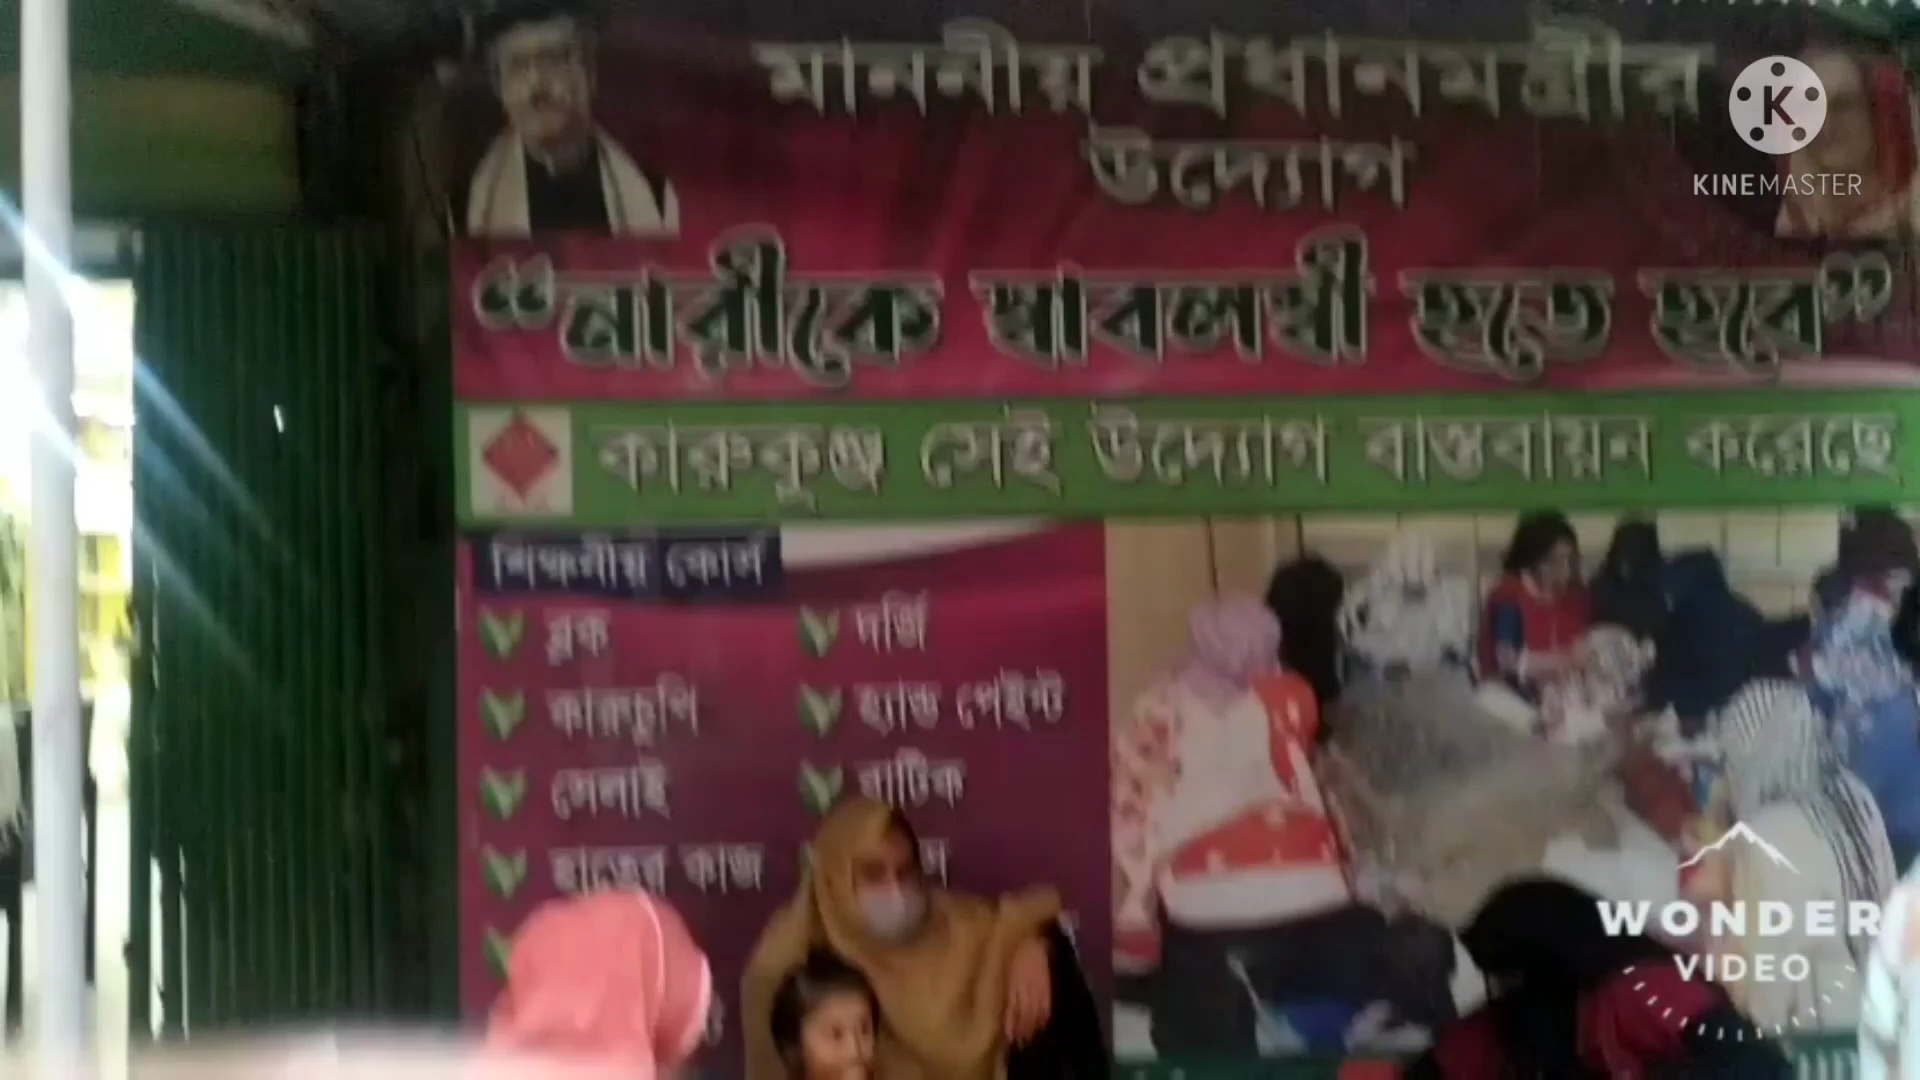 মাননীয় প্রধানমন্ত্রীর
উদ্যোগ
“নারীকে স্বাবলম্বী হতে হবে”
কারুকুঞ্জ সেই উদ্যোগ বাস্তবায়ন করেছে
শিক্ষনীয় কোর্স
ব্লক
দর্জি
কারচুপি
হ্যান্ড পেইন্ট
সেলাই
বাটিক
হাতের কাজ
KINEMASTER
WONDER
VIDEO